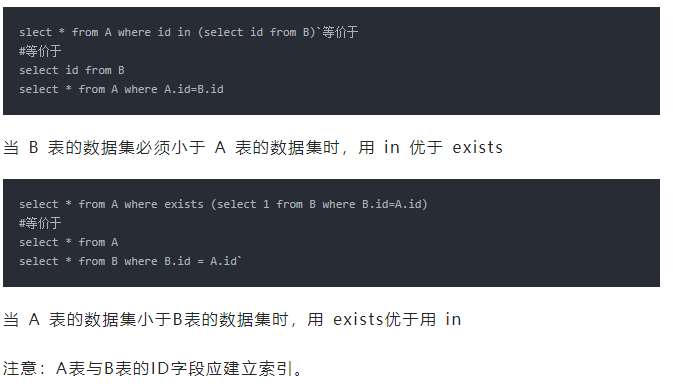 slect * from A where id in (select id from B)`等价于
#等价于
select id from B
select * from A where A.id=B.id
当 B 表的数据集必须小于 A 表的数据集时，用 in 优于 exists
select * from A where exists (select 1 from B where B.id=A.id)
#等价于
select * from A
select * from B where B.id = A.id`
当 A 表的数据集小于B表的数据集时，用 exists优于用 in
注意：A表与B表的ID字段应建立索引。